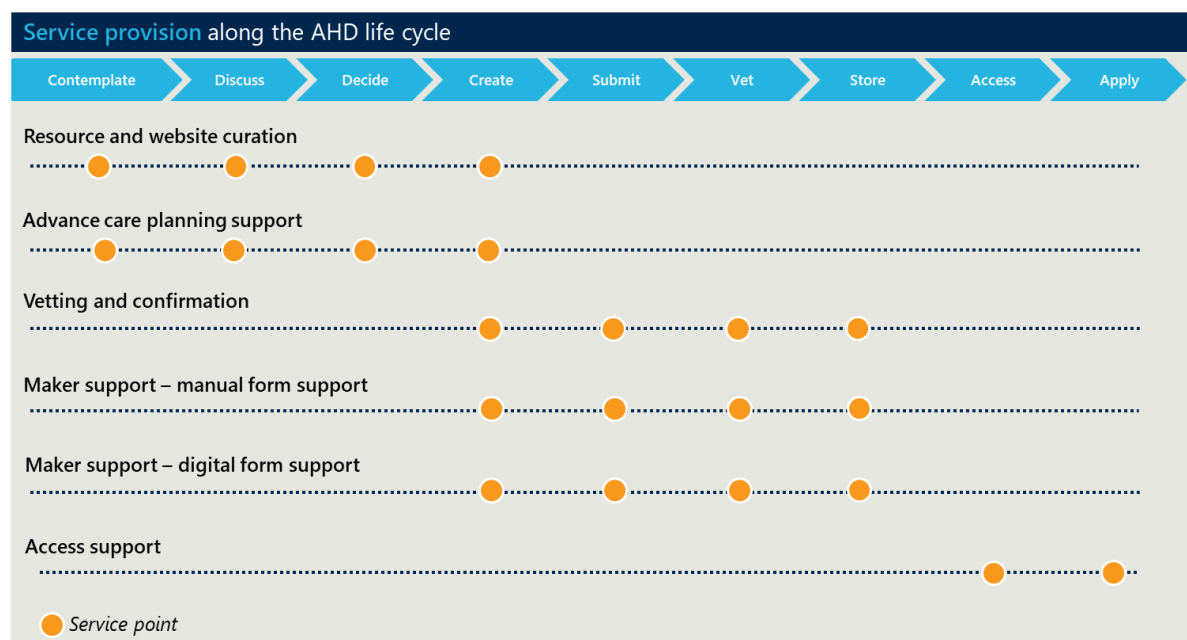 Service provision along the AHD life cycle
Contemplate Discuss Decide Create Submit Vet Store Access Apply
Resource and website curation
Advance care planning support
Vetting and confirmation
Maker support – manual form support
Maker support – digital form support
Access support
Service point